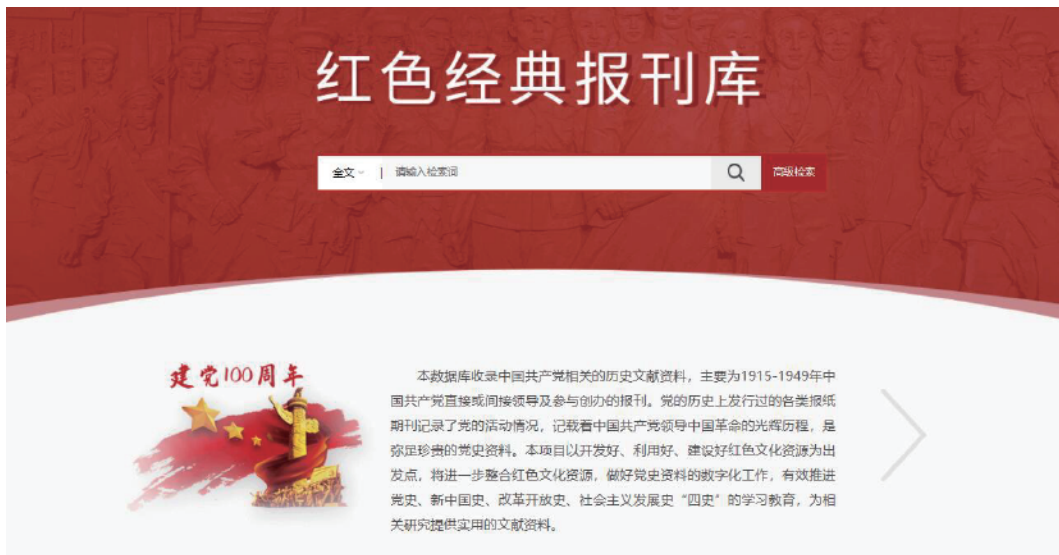 红色经典报刊库
全文 | 请输入检索词
高级检索
建党100周年
本数据库收录中国共产党相关的历史文献资料，主要为1915-1949年中
国共产党直接或间接领导及参与创办的报刊。党的历史上发行过的各类报纸
期刊记录了党的活动情况，记载着中国共产党领导中国革命的光辉历程，是
弥足珍贵的党史资料。本项目以开发好、利用好、建设好红色文化资源为出
发点，将进一步整合红色文化资源，做好党史资料的数字化工作，有效推进
党史、新中国史、改革开放史、社会主义发展史“四史”的学习教育，为相
关研究提供实用的文献资料。